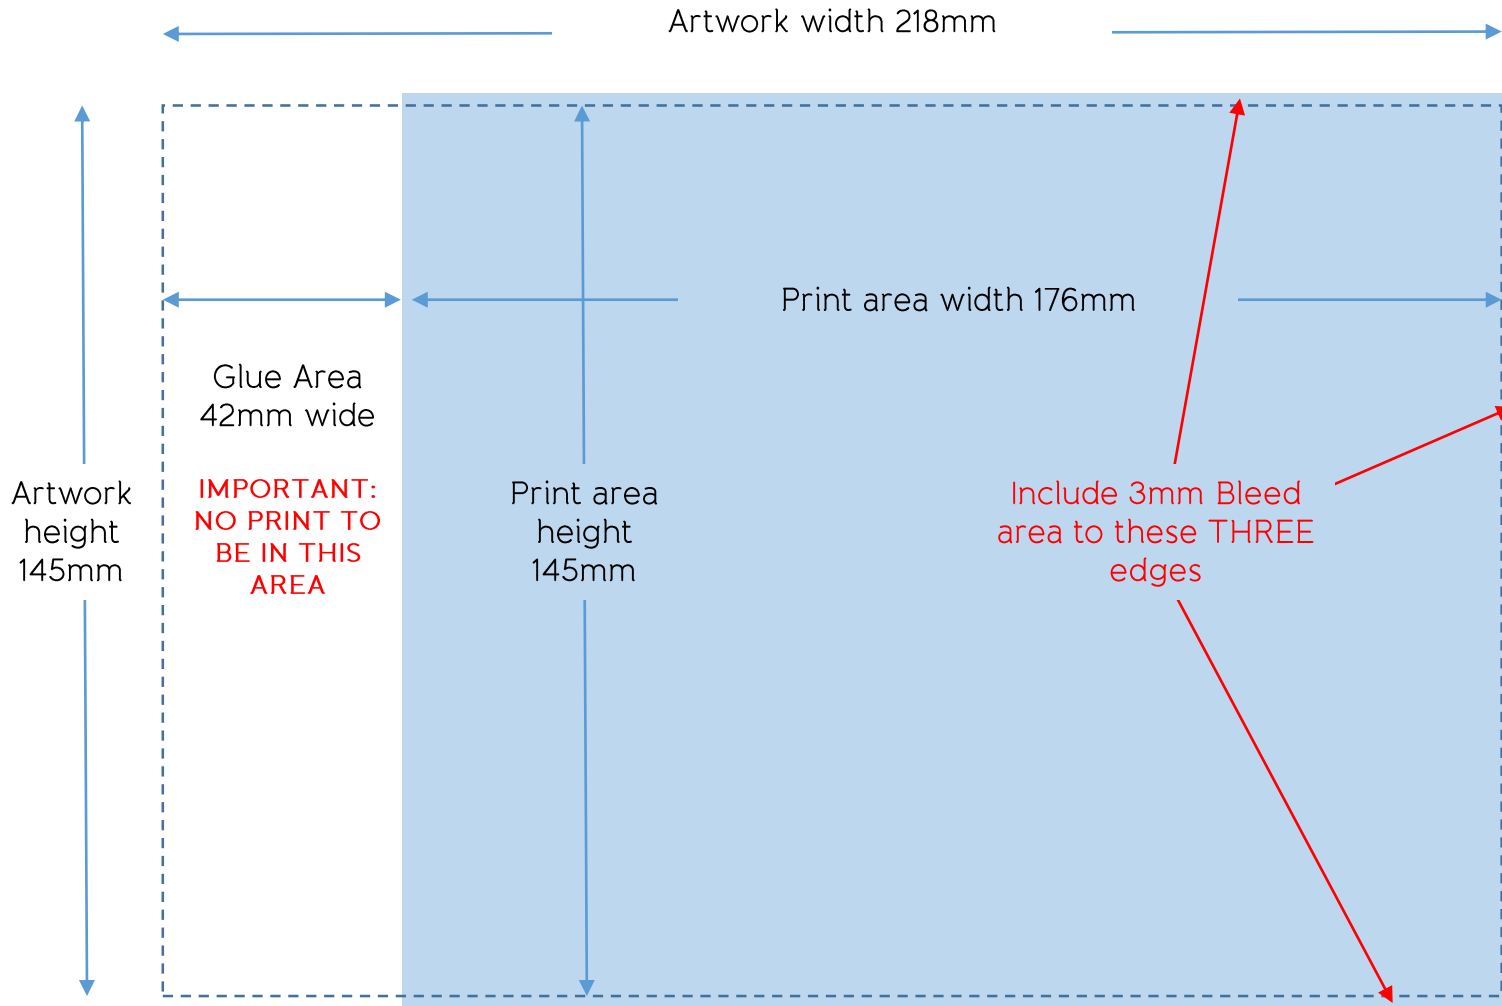 Artwork width 218mm
Print area width 176mm
Glue Area
42mm wide
IMPORTANT:
NO PRINT TO
BE IN THIS
AREA
Artwork
height
145mm
Print area
height
145mm
Include 3mm Bleed
area to these THREE
edges